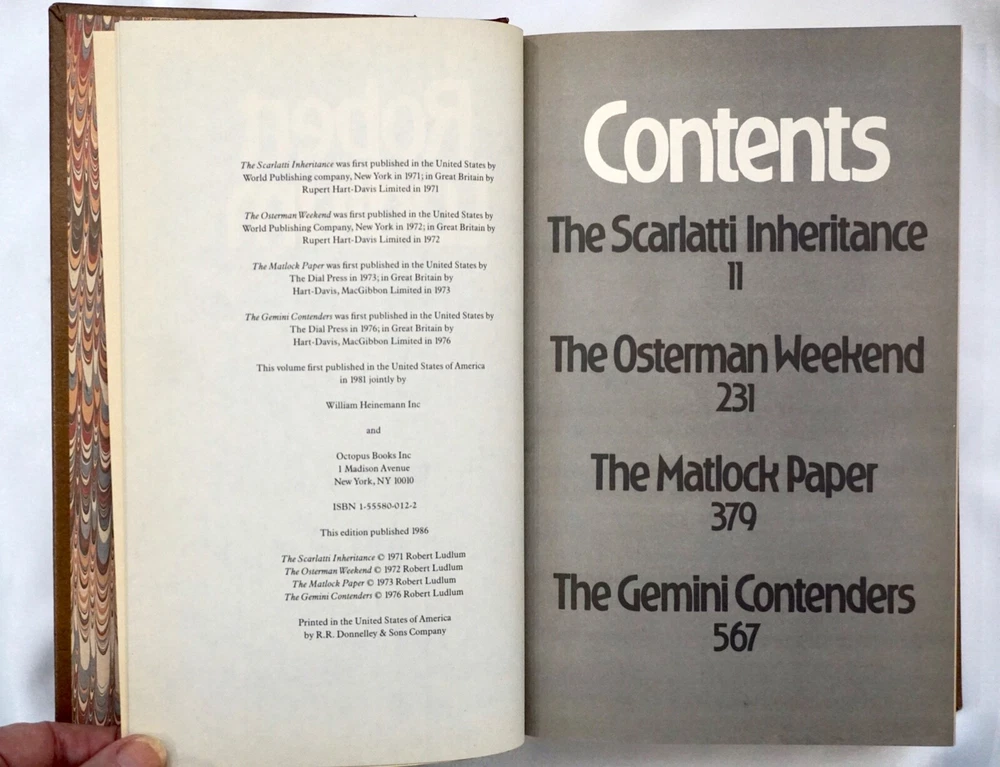 The Scarlatti Inheritance was first published in the United States by
World Publishing company, New York in 1971; in Great Britain by
Rupert Hart-Davis Limited in 1971
The Osterman Weekend was first published in the United States by
World Publishing Company, New York in 1972; in Great Britain by
Rupert Hart-Davis Limited in 1972
The Matlock Paper was first published in the United States by
The Dial Press in 1973; in Great Britain by
Hart-Davis, MacGibbon Limited in 1973
The Gemini Contenders was first published in the United States by
The Dial Press in 1976; in Great Britain by
Hart-Davis, MacGibbon Limited in 1976
This volume first published in the United States of America
in 1981 jointly by
William Heinemann Inc
and
Octopus Books Inc
1 Madison Avenue
New York, NY 10010
ISBN 1-55580-012-2
This edition published 1986
The Scarlatti Inheritance © 1971 Robert Ludlum
The Osterman Weekend © 1972 Robert Ludlum
The Matlock Paper © 1973 Robert Ludlum
The Gemini Contenders © 1976 Robert Ludlum
Printed in the United States of America
by R.R. Donnelley & Sons Company
Contents
The Scarlatti Inheritance
11
The Osterman Weekend
231
The Matlock Paper
379
The Gemini Contenders
567